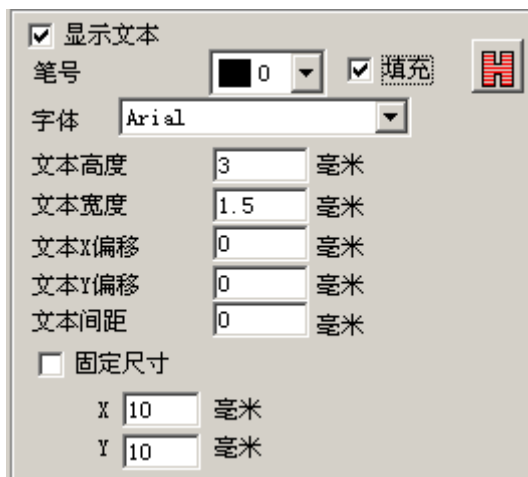 显示文本
笔号 0 填充
字体 Arial
文本高度 3 毫米
文本宽度 1.5 毫米
文本X偏移 0 毫米
文本Y偏移 0 毫米
文本间距 0 毫米
固定尺寸
X 10 毫米
Y 10 毫米